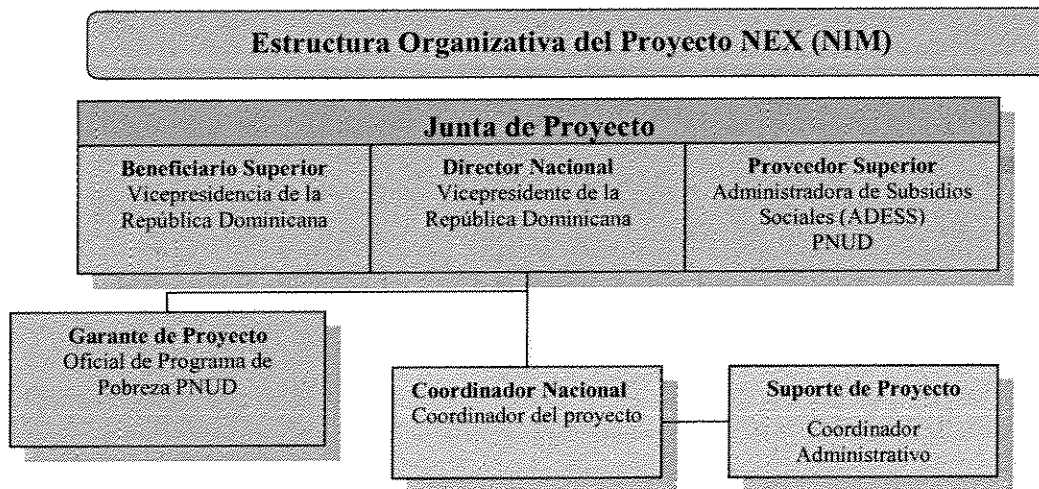 Estructura Organizativa del Proyecto NEX (NIM)
Junta de Proyecto
Beneficiario Superior
Vicepresidencia de la
República Dominicana
Director Nacional
Vicepresidente de la
República Dominicana
Proveedor Superior
Administradora de Subsidios
Sociales (ADESS)
PNUD
Garante de Proyecto
Oficial de Programa de
Pobreza PNUD
Coordinador Nacional
Coordinador del proyecto
Suporte de Proyecto
Coordinador
Administrativo